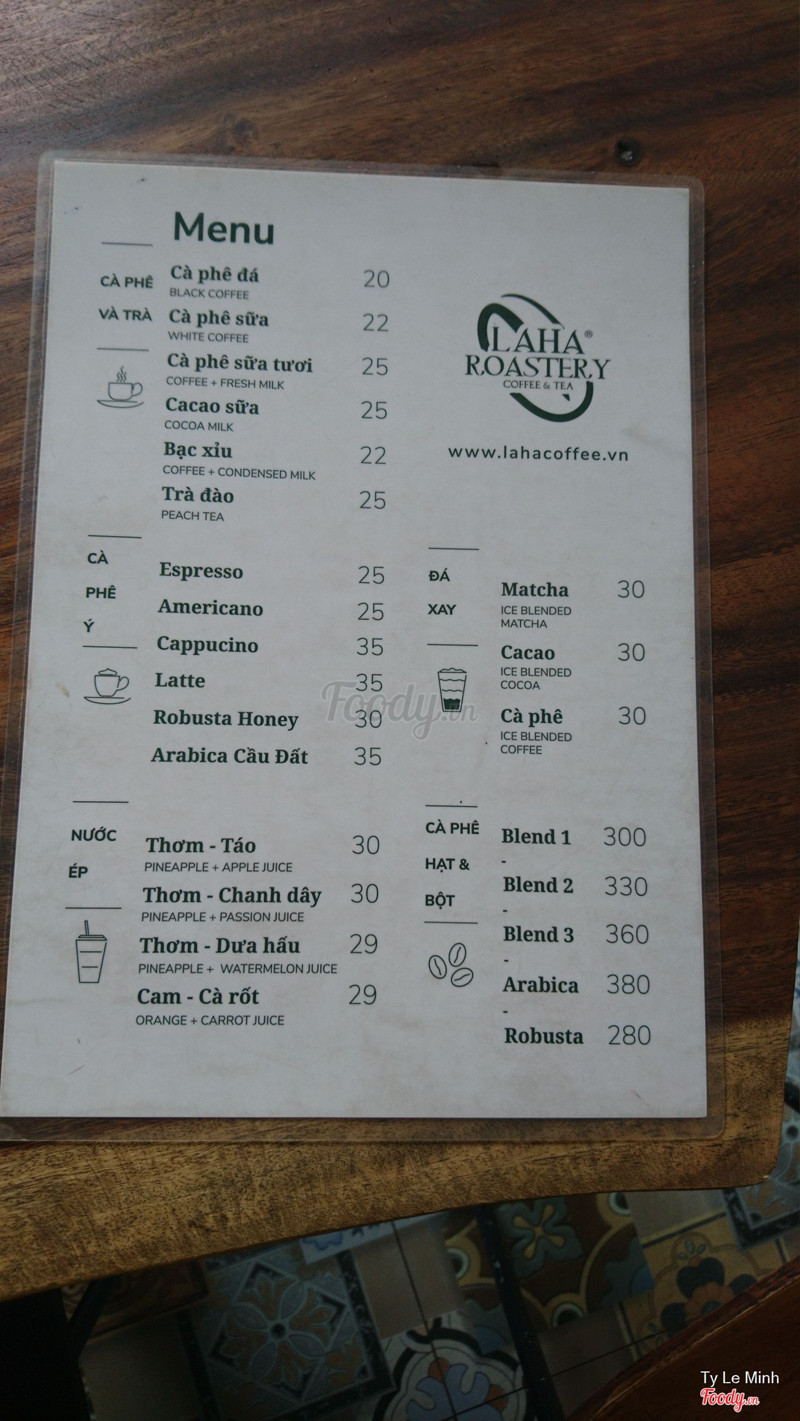 Menu
CÀ PHÊ
VÀ TRÀ
Cà phê đá 20
BLACK COFFEE
Cà phê sữa 22
WHITE COFFEE
Cà phê sữa tươi 25
COFFEE + FRESH MILK
Cacao sữa 25
COCOA MILK
Bạc xỉu 22
COFFEE + CONDENSED MILK
Trà đào 25
PEACH TEA
LAHA®
ROASTERY
COFFEE & TEA
www.lahacoffee.vn
CÀ
PHÊ
Ý
Espresso 25
Americano 25
Cappucino 35
Latte 35
Robusta Honey 30
Arabica Cầu Đất 35
ĐÁ
XAY
Matcha 30
ICE BLENDED
MATCHA
Cacao 30
ICE BLENDED
COCOA
Cà phê 30
ICE BLENDED
COFFEE
Foody.vn
NƯỚC
ÉP
Thơm - Táo 30
PINEAPPLE + APPLE JUICE
Thơm - Chanh dây 30
PINEAPPLE + PASSION JUICE
Thơm - Dưa hấu 29
PINEAPPLE + WATERMELON JUICE
Cam - Cà rốt 29
ORANGE + CARROT JUICE
CÀ PHÊ
HẠT &
BỘT
Blend 1 300
-
Blend 2 330
-
Blend 3 360
-
Arabica 380
-
Robusta 280
Ty Le Minh
Foody.vn